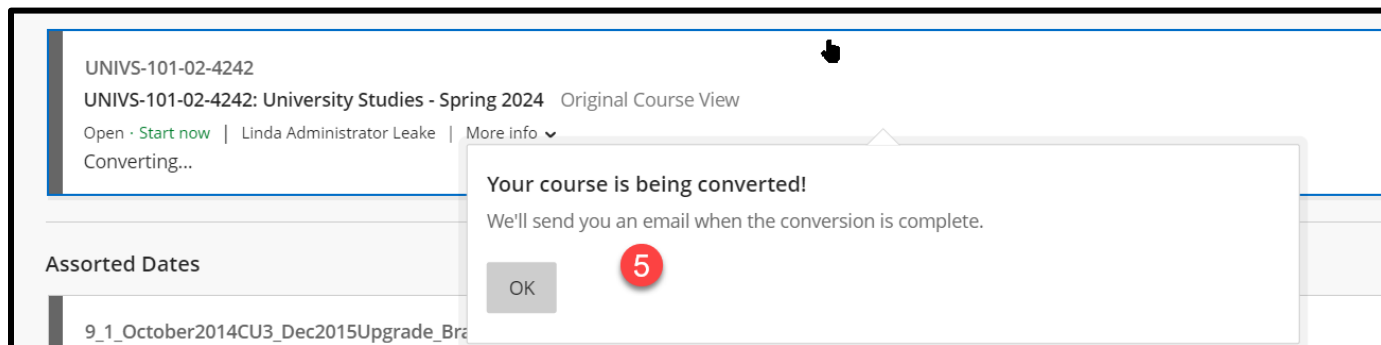 UNIVS-101-02-4242
UNIVS-101-02-4242: University Studies - Spring 2024 Original Course View
Open · Start now | Linda Administrator Leake | More info
Converting...
Your course is being converted!
We'll send you an email when the conversion is complete.
5
OK
Assorted Dates
9_1_October2014CU3_Dec2015Upgrade_Bra